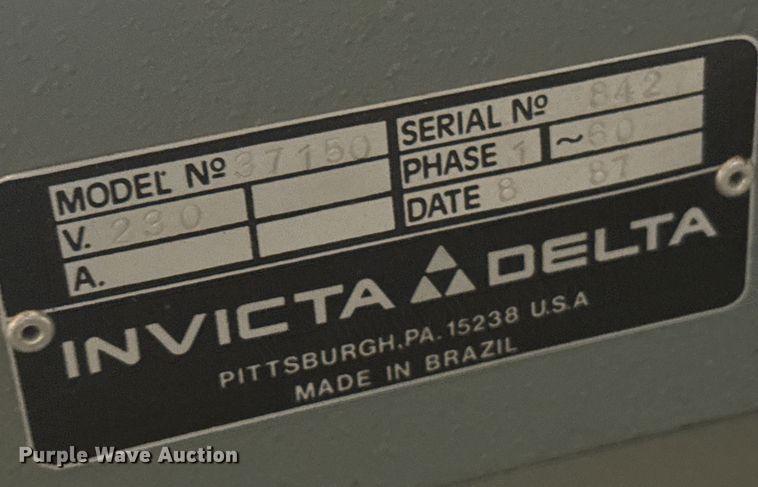 MODEL Nº 37150
SERIAL Nº 842
V. 230
PHASE 1 ~60
A.
DATE 8 87
INVICTA DELTA
PITTSBURGH, PA. 15238 U.S.A
MADE IN BRAZIL
Purple Wave Auction